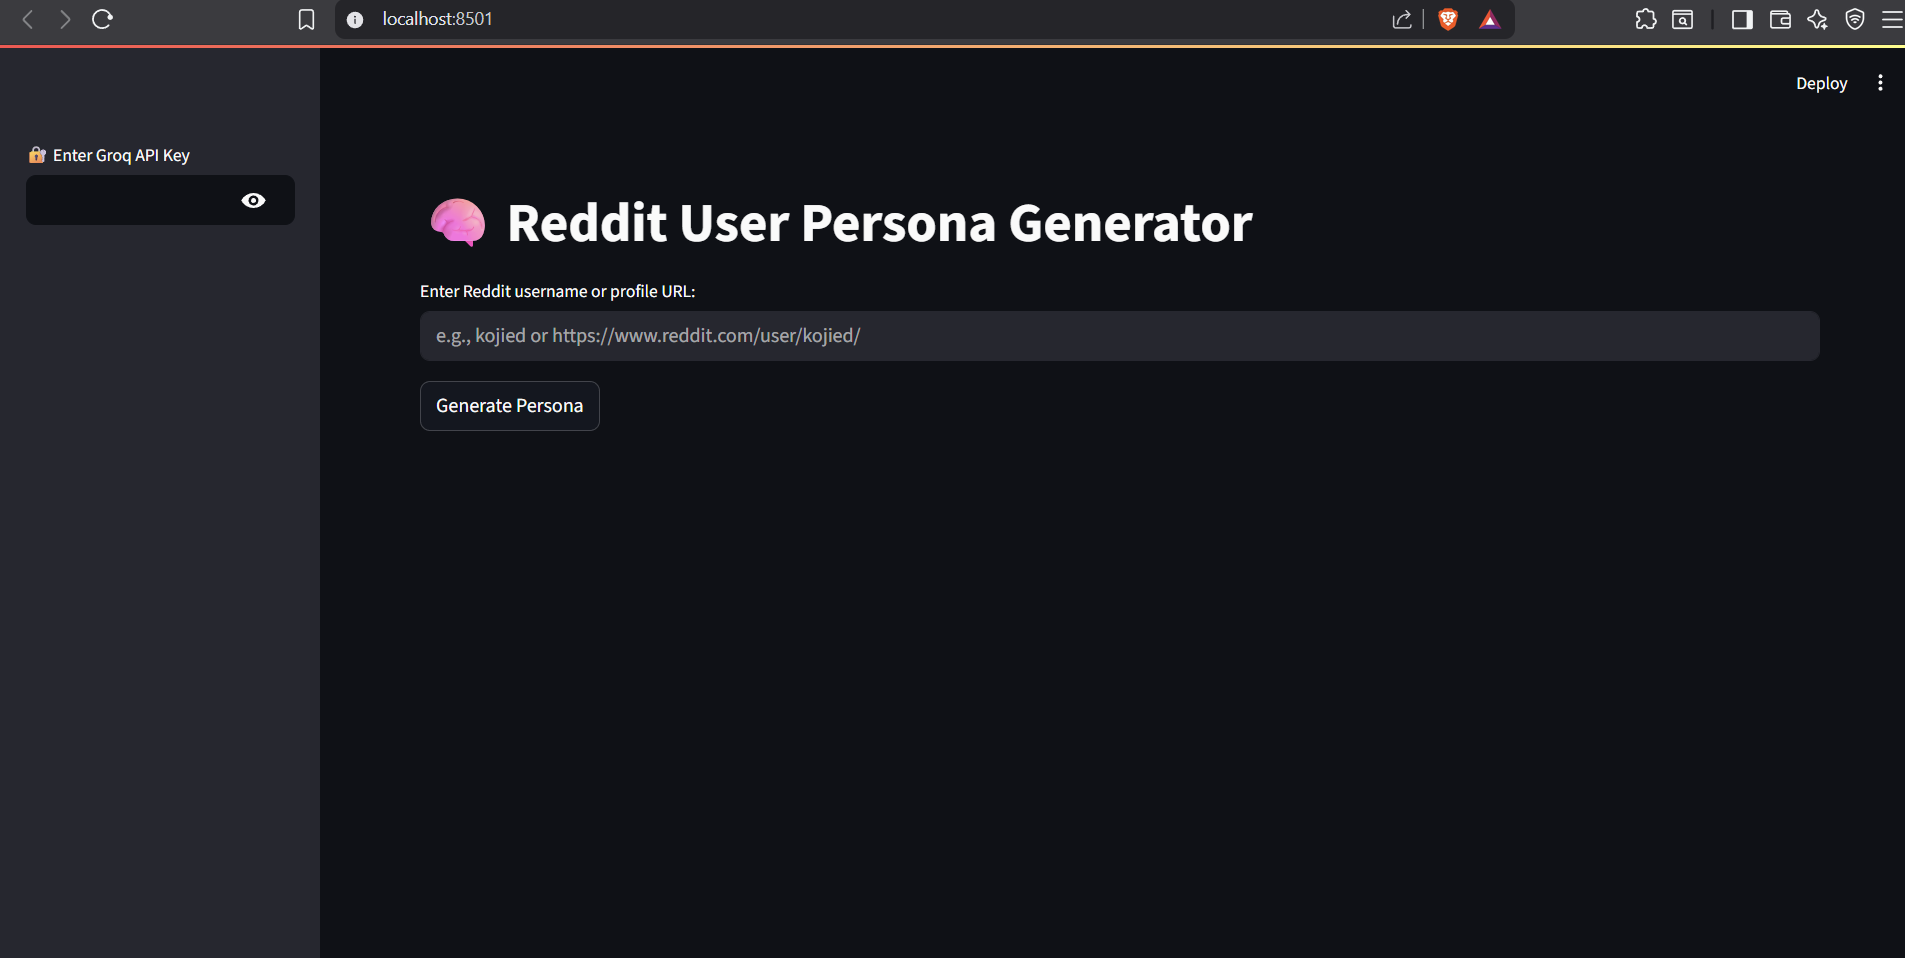 localhost:8501
Deploy
Enter Groq API Key
Reddit User Persona Generator
Enter Reddit username or profile URL:
e.g., kojied or https://www.reddit.com/user/kojied/
Generate Persona